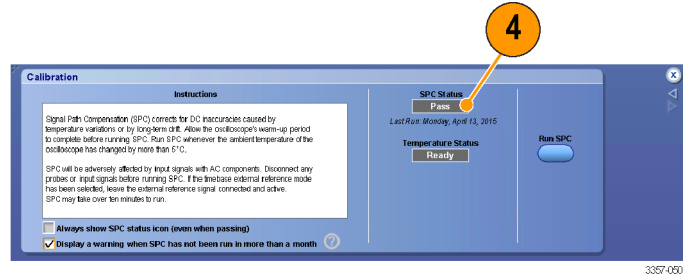 4
Calibration
Instructions
Signal Path Compensation (SPC) corrects for DC inaccuracies caused by
temperature variations or by long-term drift. Allow the oscilloscope's warm-up period
to complete before running SPC. Run SPC whenever the ambient temperature of the
oscilloscope has changed by more than 5°C.
SPC will be adversely affected by input signals with AC components. Disconnect any
probes or input signals before running SPC. If the timebase external reference mode
has been selected, leave the external reference signal connected and active.
SPC may take over ten minutes to run.
Always show SPC status icon (even when passing)
Display a warning when SPC has not been run in more than a month
?
SPC Status
Pass
Last Run: Monday, April 13, 2015
Temperature Status
Ready
Run SPC
x
3357-050